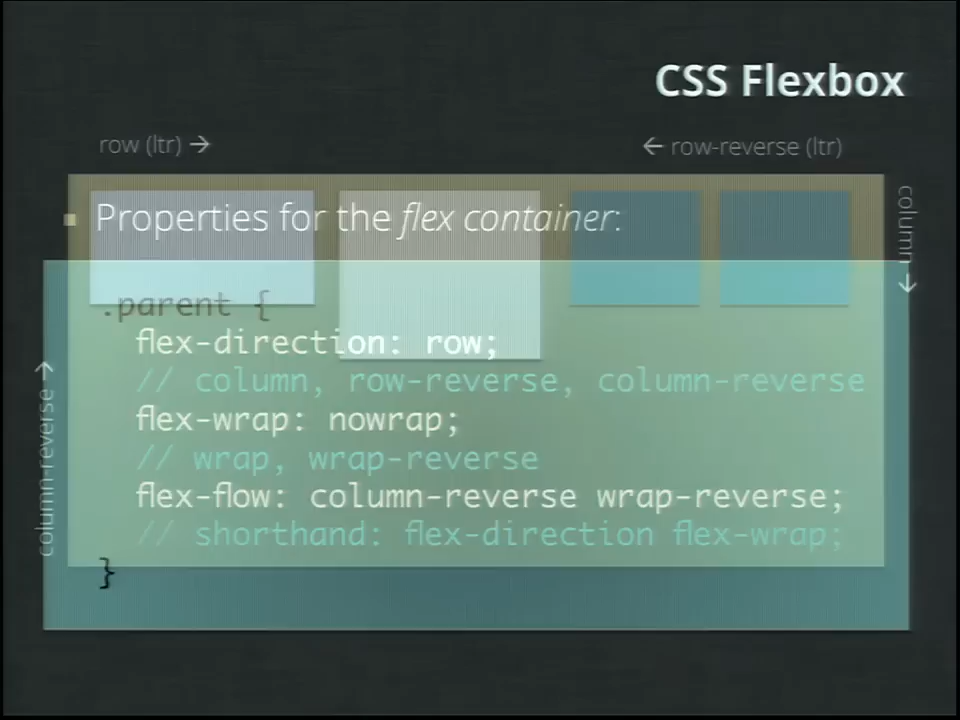 CSS Flexbox
row (ltr) →
← row-reverse (ltr)
column →
Properties for the flex container:
.parent {
flex-direction: row;
// column, row-reverse, column-reverse
flex-wrap: nowrap;
// wrap, wrap-reverse
flex-flow: column-reverse wrap-reverse;
// shorthand: flex-direction flex-wrap;
}
column-reverse →